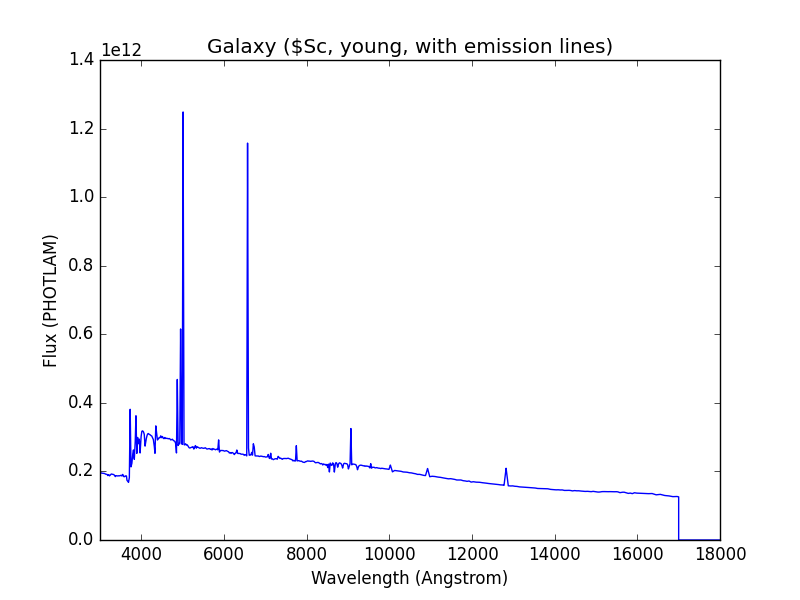 Galaxy ($Sc, young, with emission lines)
1e12
1.4
1.2
1.0
0.8
0.6
0.4
0.2
0.0
Flux (PHOTLAM)
4000 6000 8000 10000 12000 14000 16000 18000
Wavelength (Angstrom)